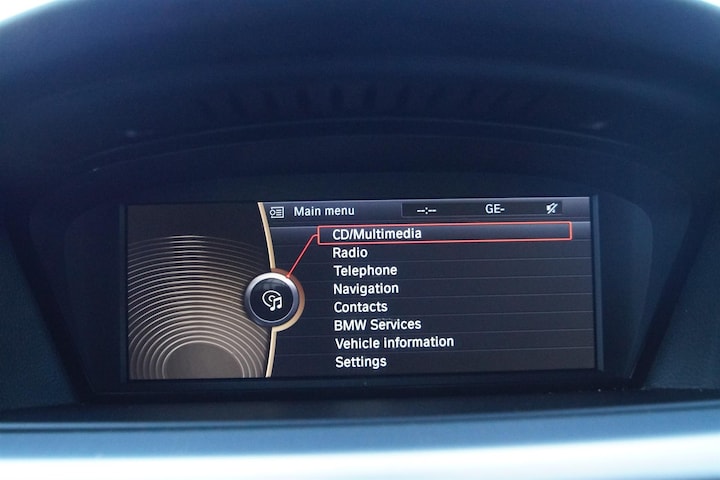 Main menu --:-- GE-
CD/Multimedia
Radio
Telephone
Navigation
Contacts
BMW Services
Vehicle information
Settings